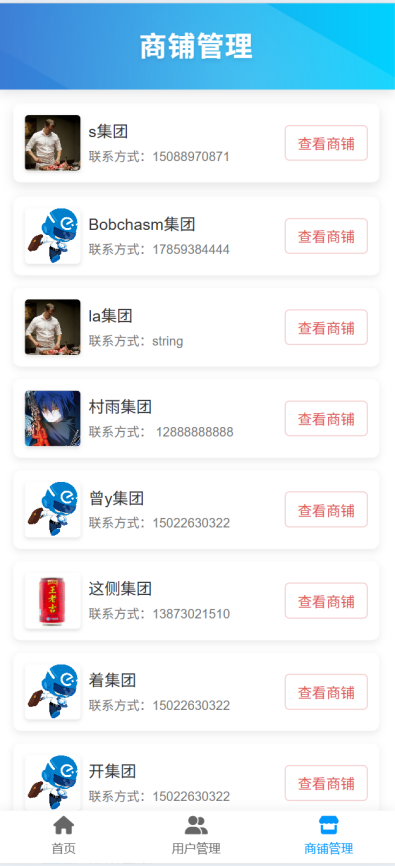 商铺管理
s集团
联系方式：15088970871
查看商铺
Bobchasm集团
联系方式：17859384444
查看商铺
la集团
联系方式：string
查看商铺
村雨集团
联系方式： 12888888888
查看商铺
曾y集团
联系方式：15022630322
查看商铺
这侧集团
联系方式：13873021510
查看商铺
王老吉
着集团
联系方式：15022630322
查看商铺
开集团
联系方式：15022630322
查看商铺
首页
用户管理
商铺管理